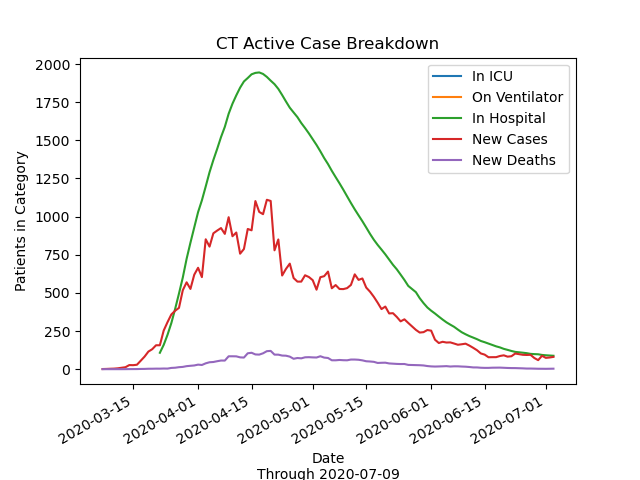 CT Active Case Breakdown
Patients in Category
2000
1750
1500
1250
1000
750
500
250
0
In ICU
On Ventilator
In Hospital
New Cases
New Deaths
2020-03-15
2020-04-01
2020-04-15
2020-05-01
2020-05-15
2020-06-01
2020-06-15
2020-07-01
Date
Through 2020-07-09